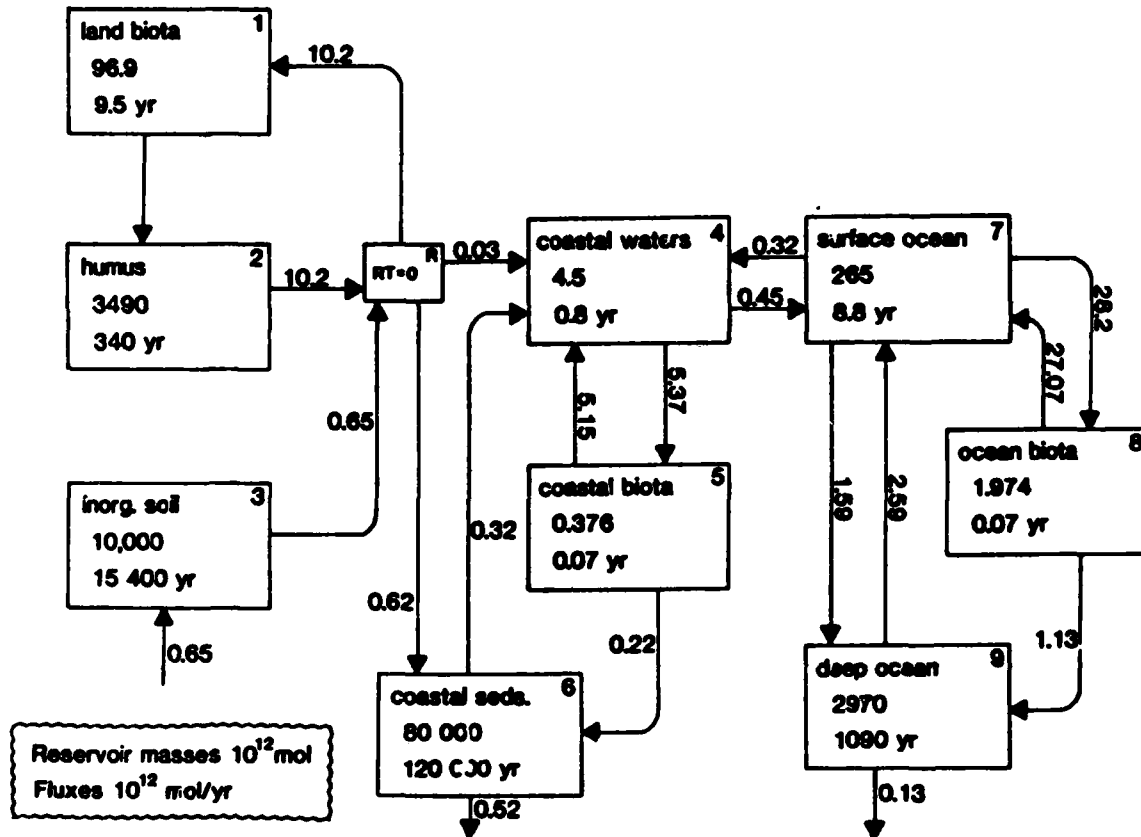 land biota 1
96.9
9.5 yr
10.2
humus 2
3490
340 yr
10.2
R
RT=0
0.03
coastal waters 4
4.5
0.8 yr
0.32
0.45
surface ocean 7
265
8.8 yr
28.2
27.07
0.65
5.15
5.37
inorg. soil 3
10,000
15 400 yr
0.65
0.32
coastal biota 5
0.376
0.07 yr
1.59
2.59
ocean biota 8
1.974
0.07 yr
0.62
0.22
1.13
coastal seds. 6
80 000
120 000 yr
0.52
deep ocean 9
2970
1090 yr
0.13
Reservoir masses 10¹² mol
Fluxes 10¹² mol/yr